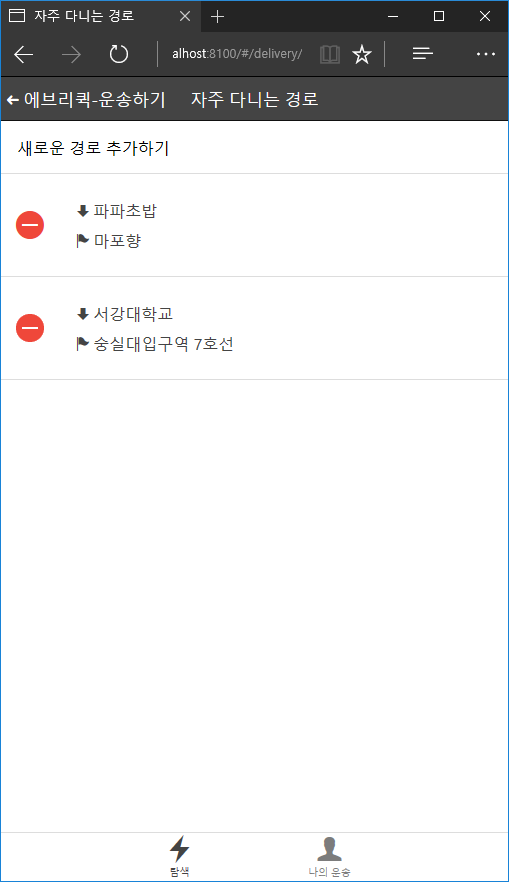 자주 다니는 경로
alhost:8100/#/delivery/
에브리퀵-운송하기 자주 다니는 경로
새로운 경로 추가하기
파파초밥
마포향
서강대학교
숭실대입구역 7호선
탐색
나의 운송